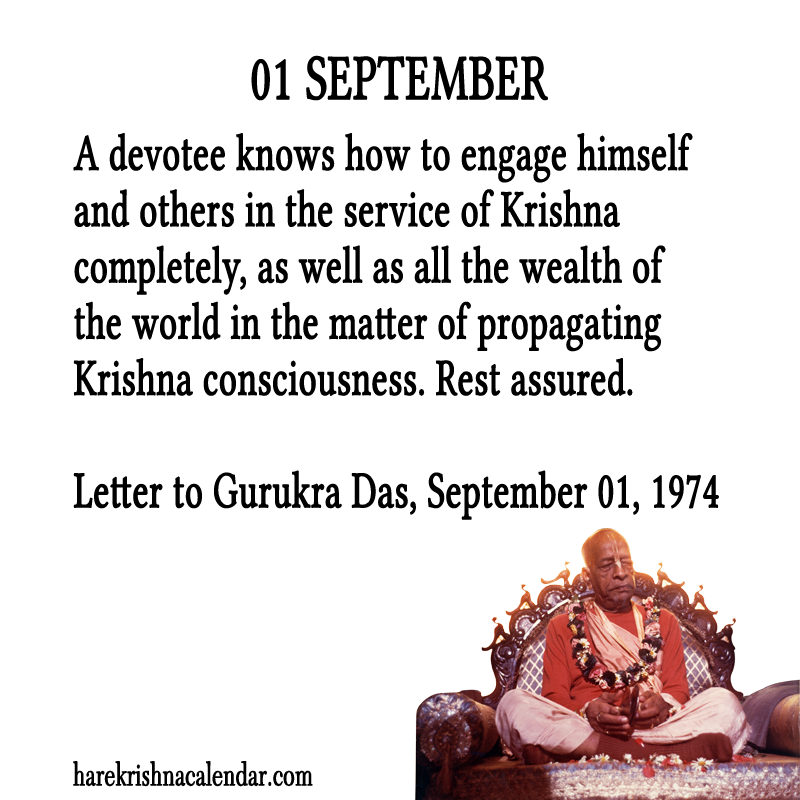 01 SEPTEMBER
A devotee knows how to engage himself
and others in the service of Krishna
completely, as well as all the wealth of
the world in the matter of propagating
Krishna consciousness. Rest assured.
Letter to Gurukra Das, September 01, 1974
harekrishnacalendar.com